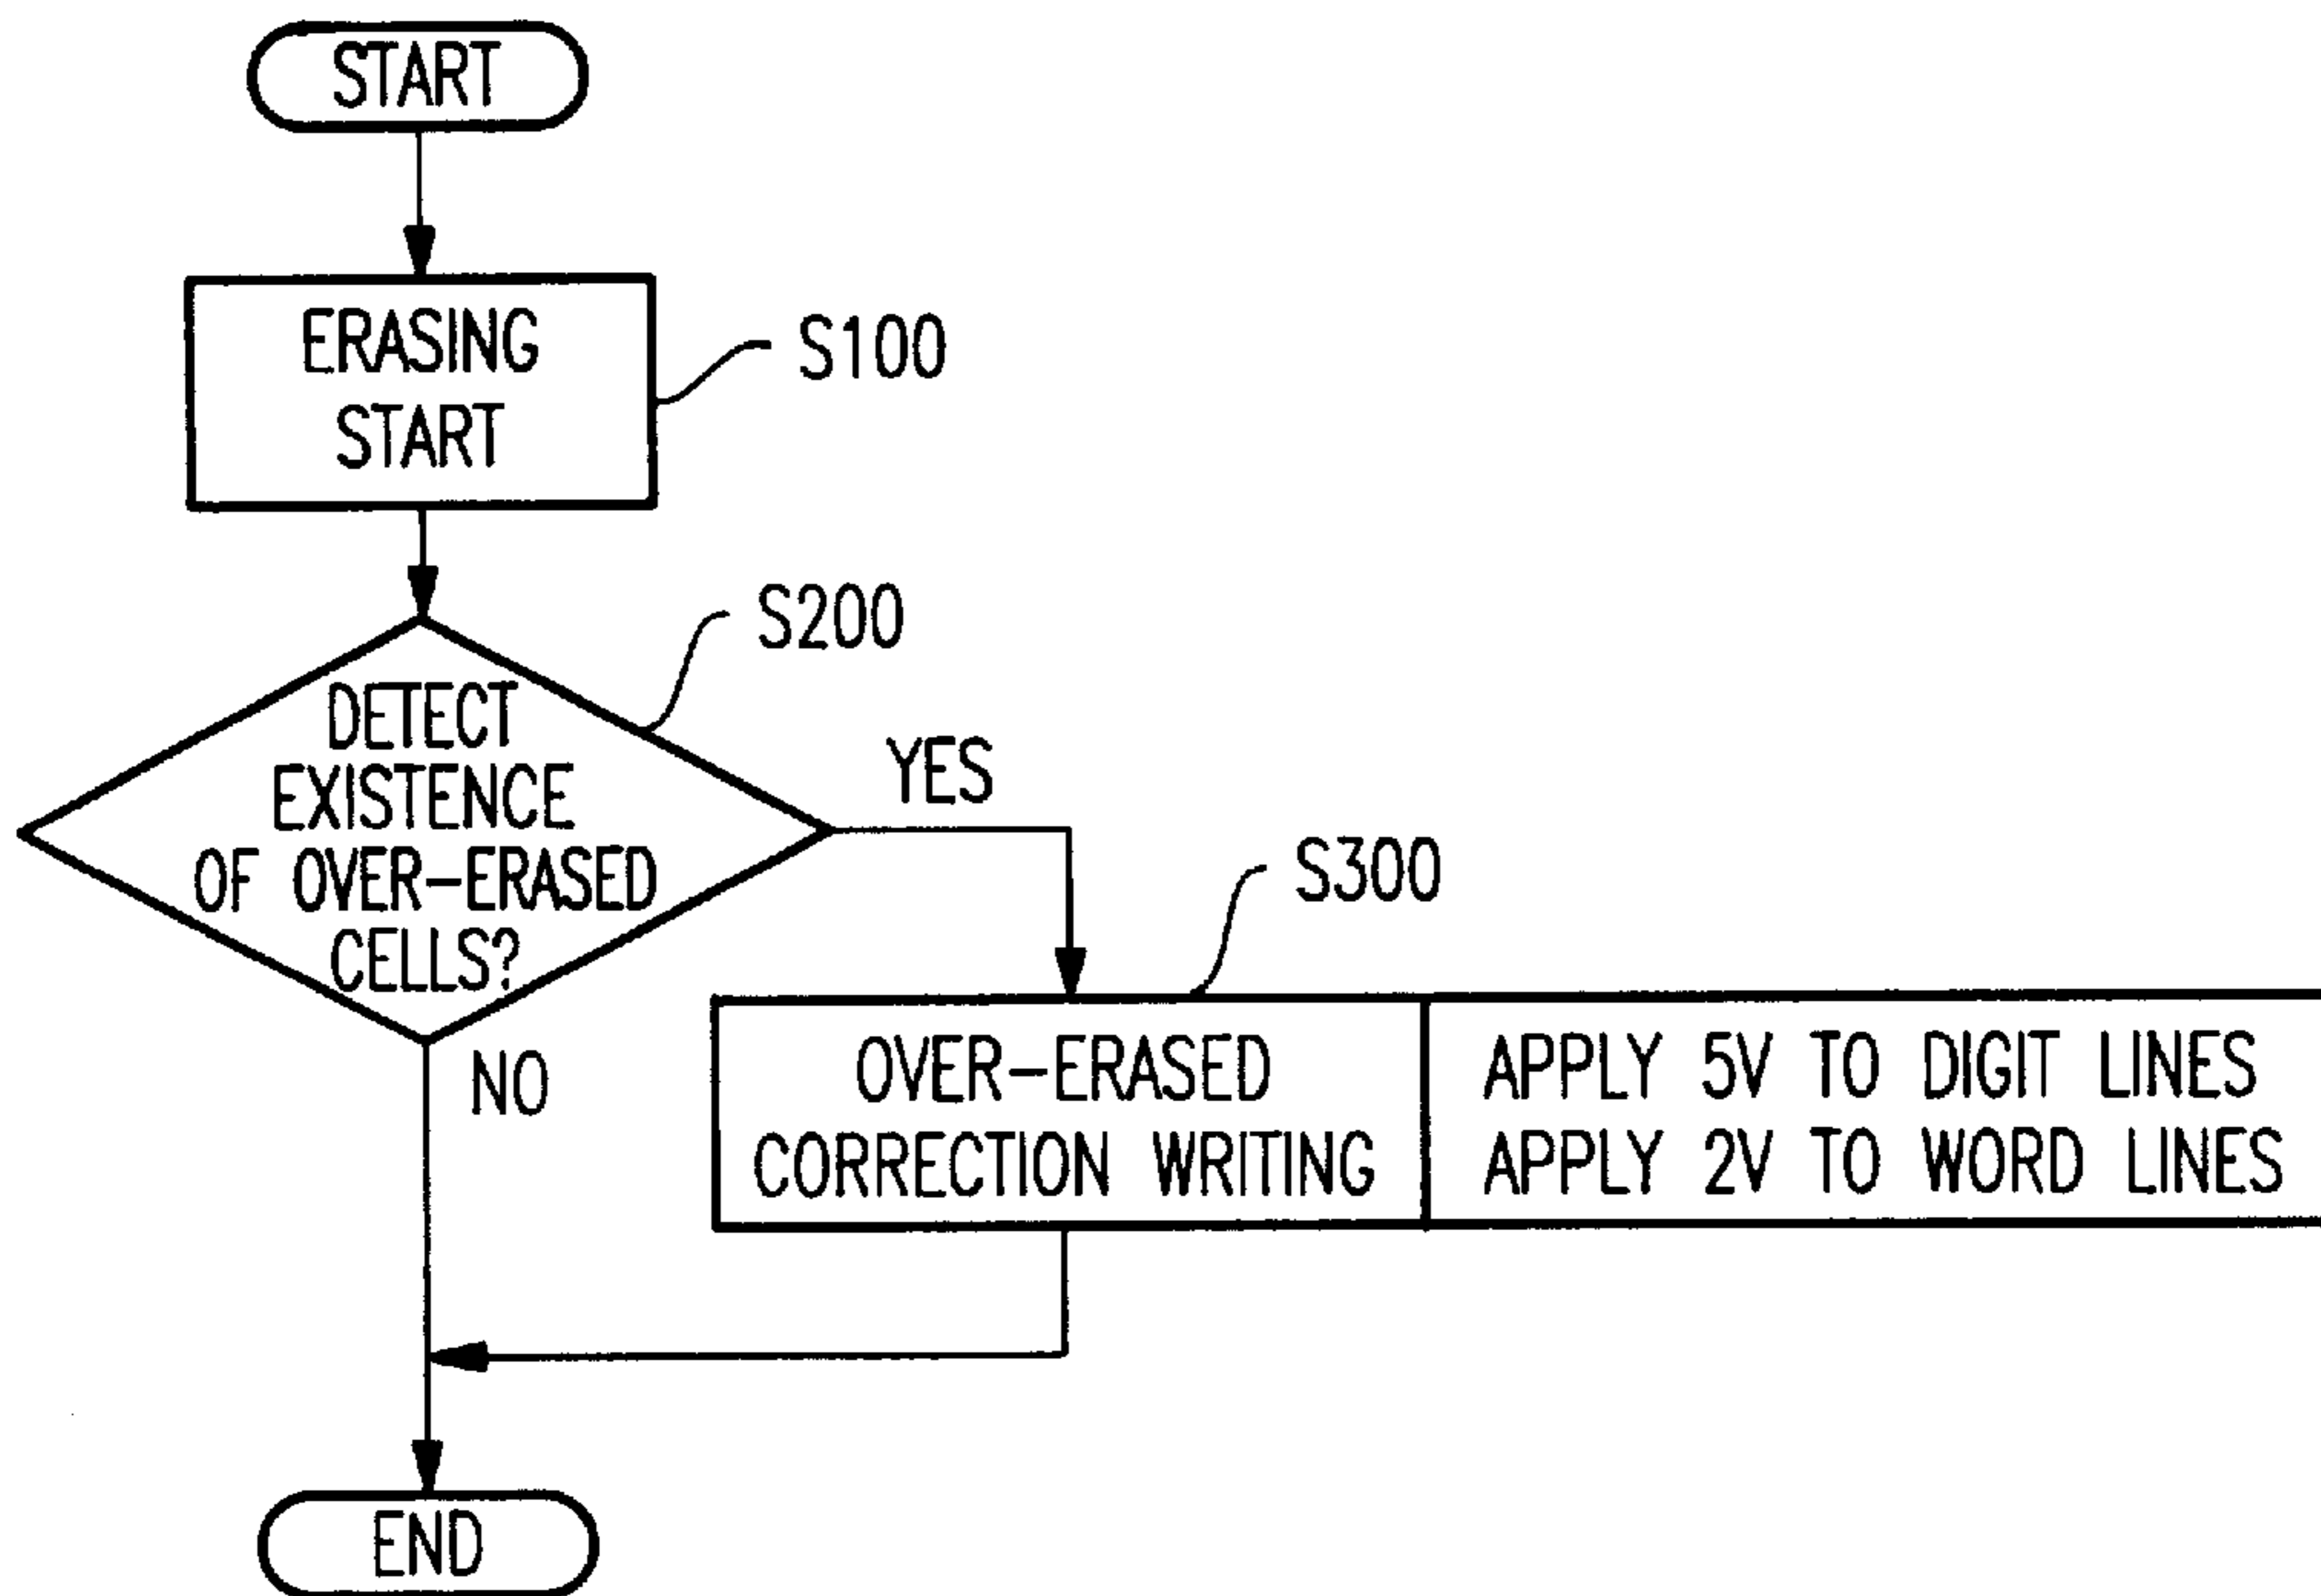 START
ERASING
START
S100
S200
DETECT
EXISTENCE
OF OVER-ERASED
CELLS?
YES
NO
S300
OVER-ERASED
CORRECTION WRITING
APPLY 5V TO DIGIT LINES
APPLY 2V TO WORD LINES
END